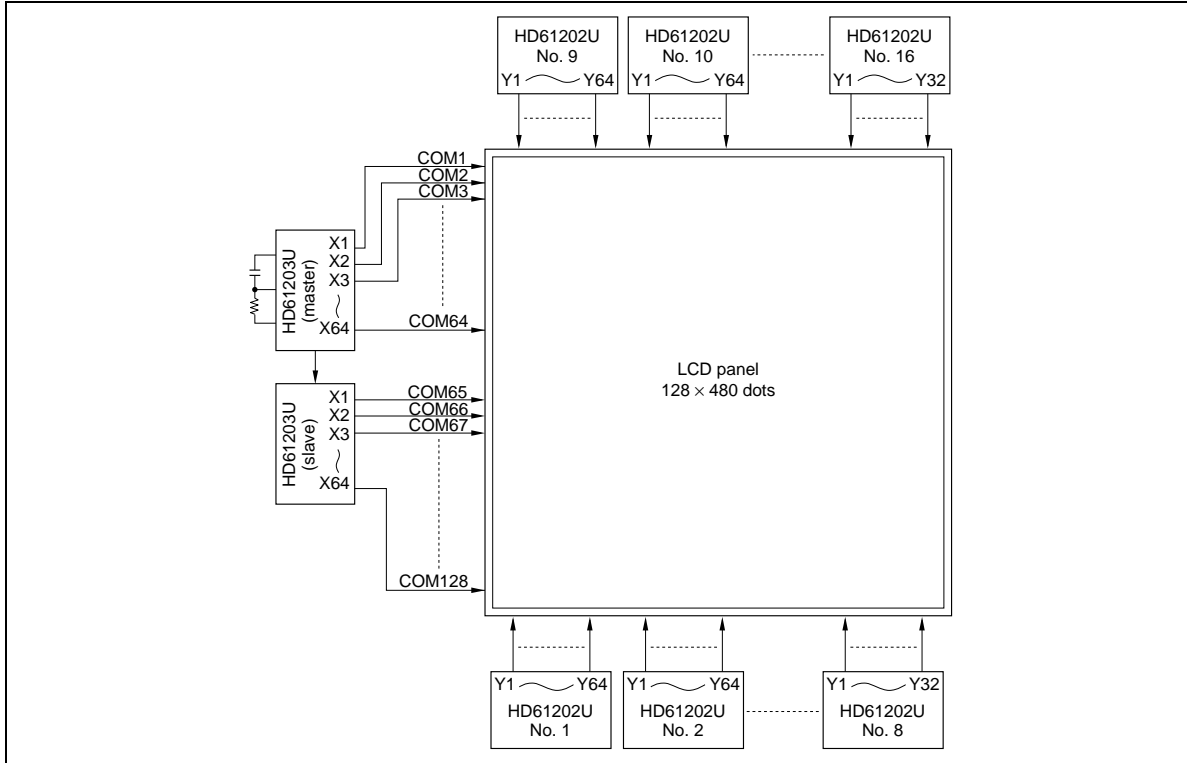 HD61202U
No. 9
Y1 Y64
HD61202U
No. 10
Y1 Y64
HD61202U
No. 16
Y1 Y32
COM1
COM2
COM3
COM64
HD61203U
(master)
X1
X2
X3
X64
HD61203U
(slave)
X1
X2
X3
X64
COM65
COM66
COM67
COM128
LCD panel
128 × 480 dots
Y1 Y64
HD61202U
No. 1
Y1 Y64
HD61202U
No. 2
Y1 Y32
HD61202U
No. 8